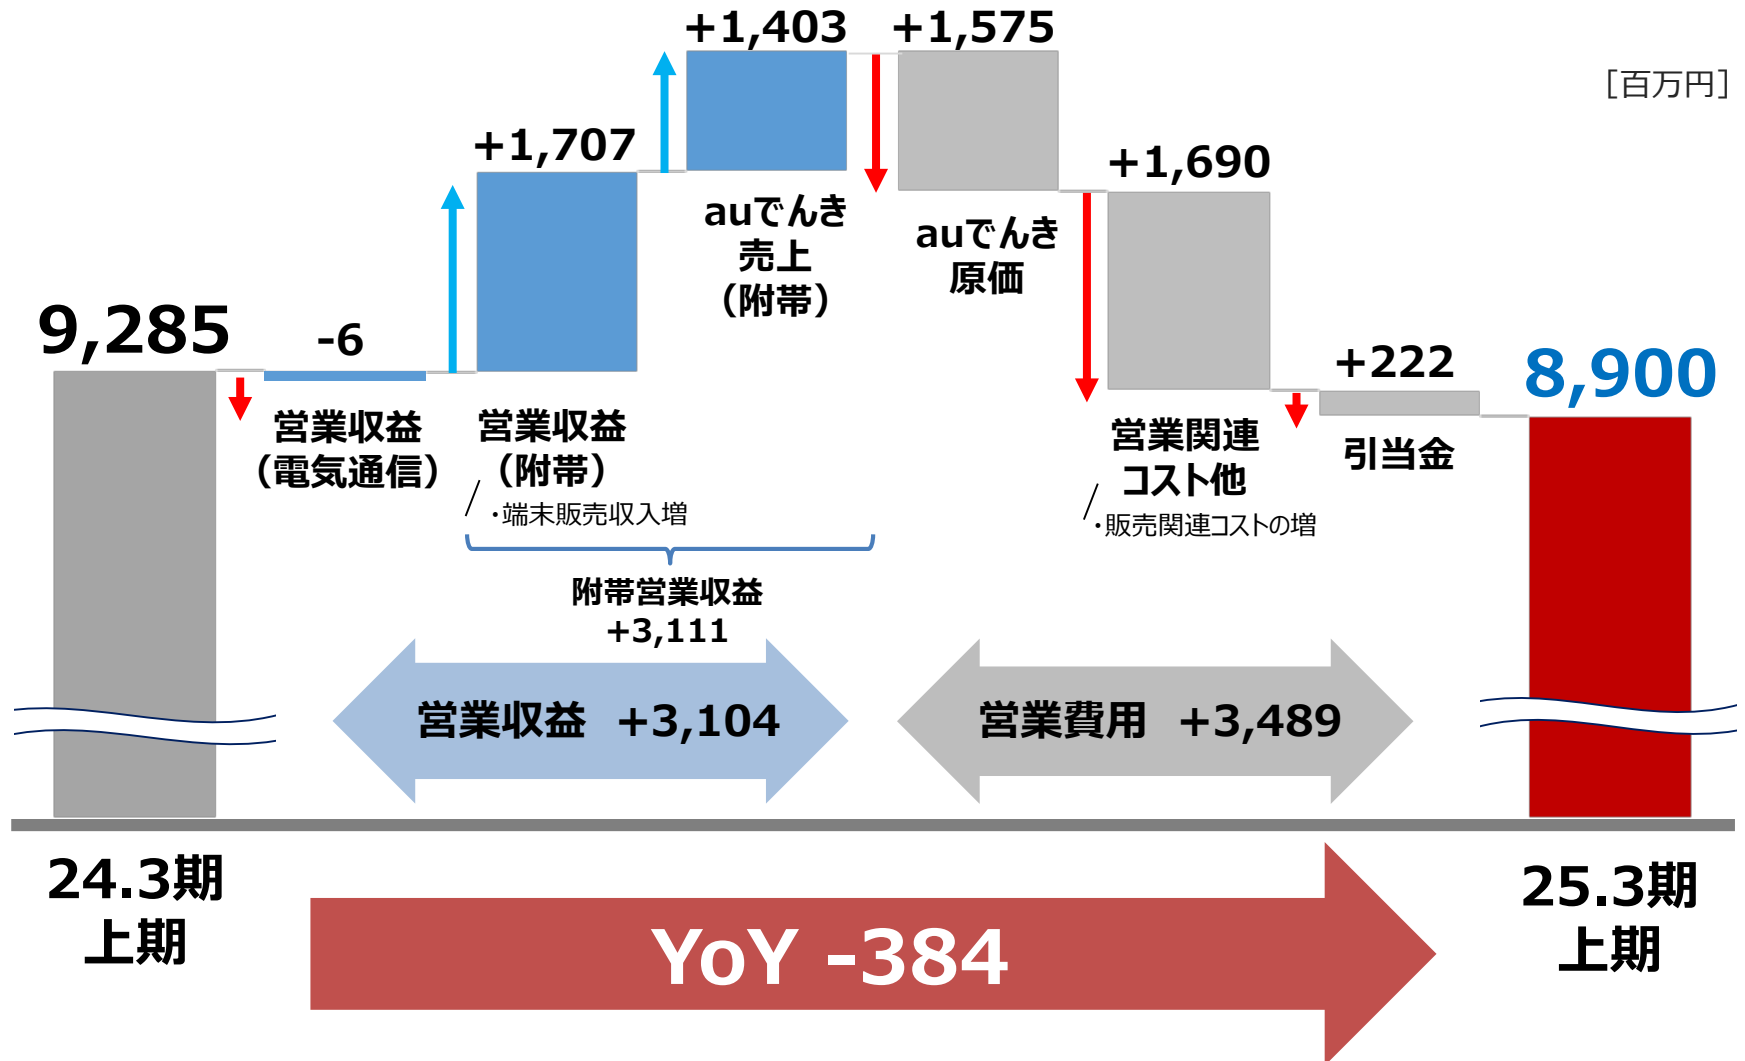 +1,403
+1,575
［百万円］
+1,707
+1,690
auでんき
売上
（附帯）
auでんき
原価
9,285
-6
+222
8,900
営業収益
（電気通信）
営業収益
（附帯）
・端末販売収入増
営業関連
コスト他
・販売関連コストの増
引当金
附帯営業収益
+3,111
営業収益 +3,104
営業費用 +3,489
24.3期
上期
25.3期
上期
YoY -384